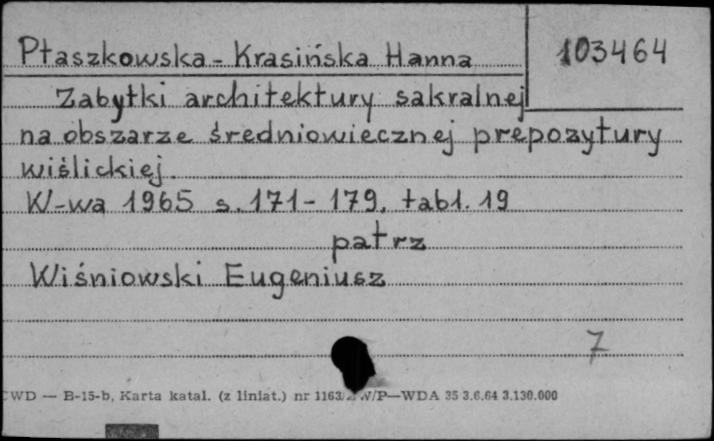 Ptaszkowska - Krasińska Hanna 103464
Zabytki architektury sakralnej
na obszarze średniowiecznej prepozytury
wiślickiej.
W-wa 1965 s. 171- 179, tabl. 19
patrz
Wiśniowski Eugeniusz
7
CWD — B-15-b, Karta katal. (z liniat.) nr 1163/ W/P—WDA 35 3.6.64 3.130.000